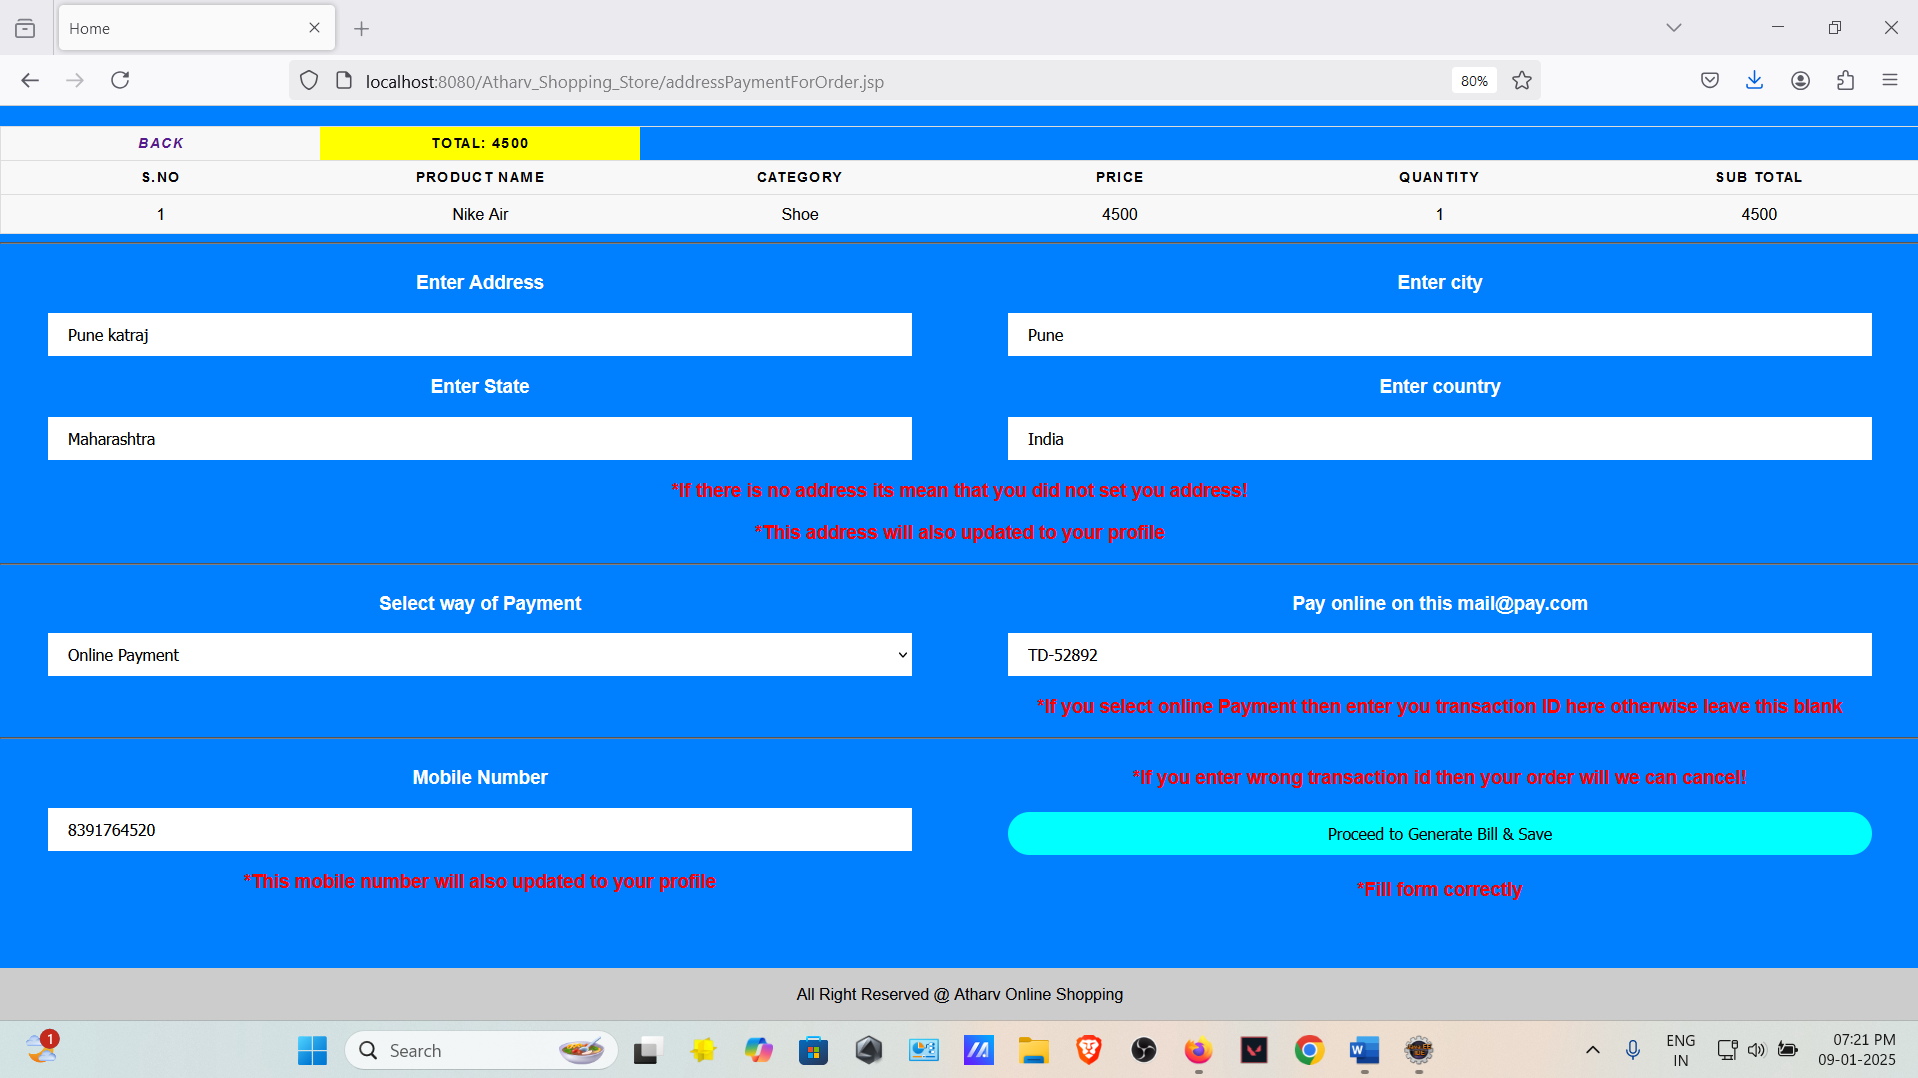 Home
localhost:8080/Atharv_Shopping_Store/addressPaymentForOrder.jsp
80%
BACK
TOTAL: 4500
S.NO PRODUCT NAME CATEGORY PRICE QUANTITY SUB TOTAL
1 Nike Air Shoe 4500 1 4500
Enter Address
Enter city
Pune katraj
Pune
Enter State
Enter country
Maharashtra
India
*If there is no address its mean that you did not set you address!
*This address will also updated to your profile
Select way of Payment
Pay online on this mail@pay.com
Online Payment
TD-52892
*If you select online Payment then enter you transaction ID here otherwise leave this blank
Mobile Number
*If you enter wrong transaction id then your order will we can cancel!
8391764520
Proceed to Generate Bill & Save
*This mobile number will also updated to your profile
*Fill form correctly
All Right Reserved @ Atharv Online Shopping
1
Search
ENG
IN
07:21 PM
09-01-2025